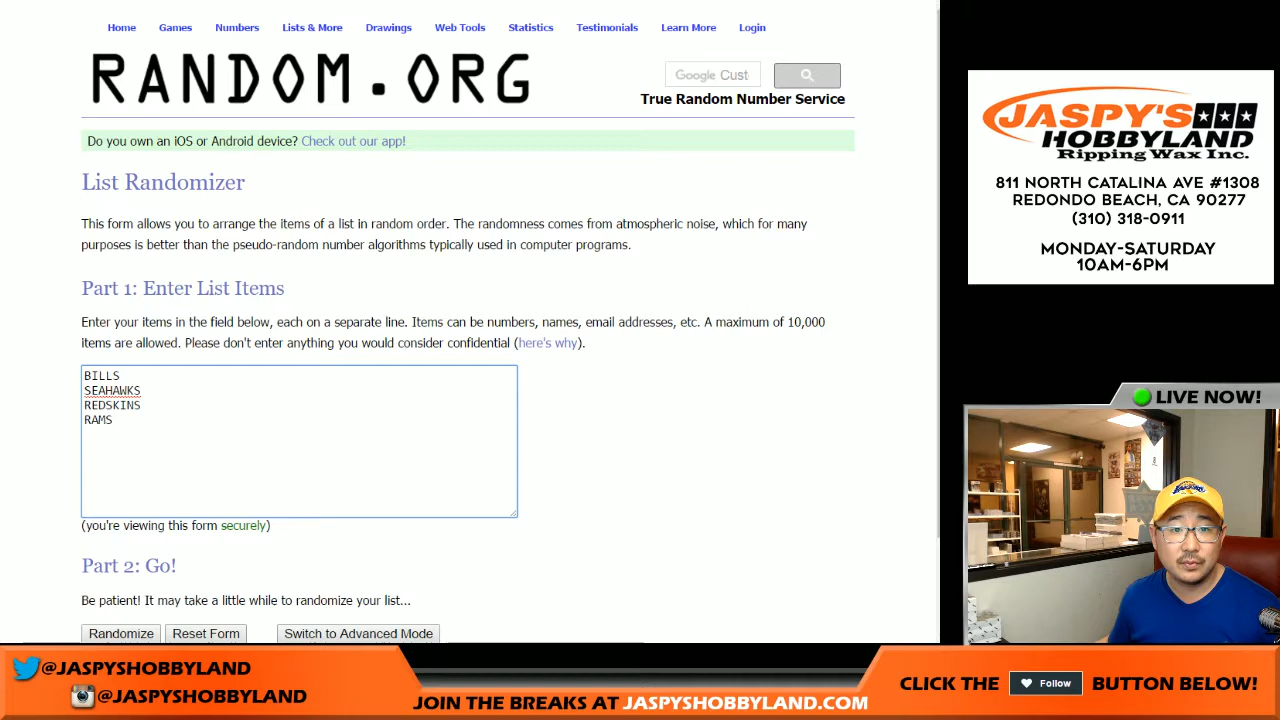 Home Games Numbers Lists & More Drawings Web Tools Statistics Testimonials Learn More Login
RANDOM.ORG
Google Cust
True Random Number Service
Do you own an iOS or Android device? Check out our app!
List Randomizer
This form allows you to arrange the items of a list in random order. The randomness comes from atmospheric noise, which for many
purposes is better than the pseudo-random number algorithms typically used in computer programs.
Part 1: Enter List Items
Enter your items in the field below, each on a separate line. Items can be numbers, names, email addresses, etc. A maximum of 10,000
items are allowed. Please don't enter anything you would consider confidential (here's why).
BILLS
SEAHAWKS
REDSKINS
RAMS
(you're viewing this form securely)
Part 2: Go!
Be patient! It may take a little while to randomize your list...
Randomize Reset Form Switch to Advanced Mode
JASPY'S
HOBBYLAND
Ripping Wax Inc.
811 NORTH CATALINA AVE #1308
REDONDO BEACH, CA 90277
(310) 318-0911
MONDAY-SATURDAY
10AM-6PM
LIVE NOW!
@JASPYSHOBBYLAND
@JASPYSHOBBYLAND
JOIN THE BREAKS AT JASPYSHOBBYLAND.COM
CLICK THE Follow BUTTON BELOW!